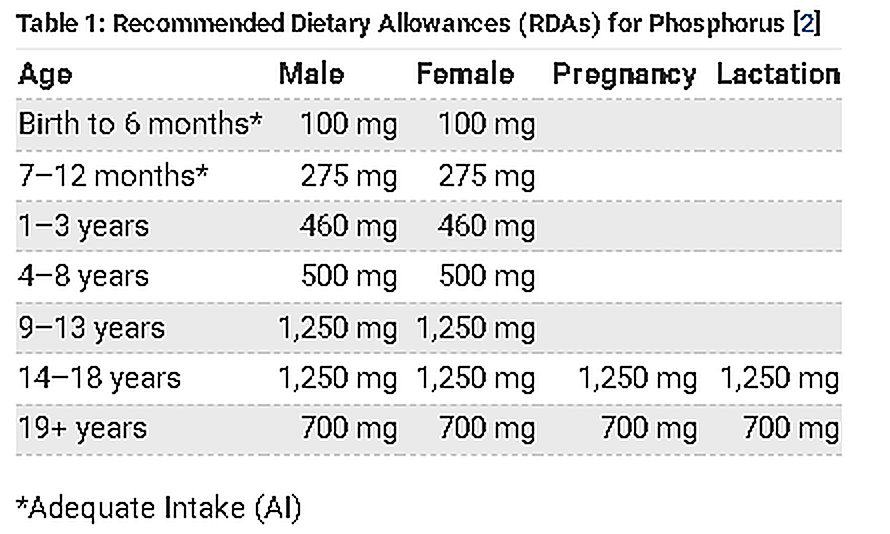 Table 1: Recommended Dietary Allowances (RDAs) for Phosphorus [2]
Age Male Female Pregnancy Lactation
Birth to 6 months* 100 mg 100 mg
7–12 months* 275 mg 275 mg
1–3 years 460 mg 460 mg
4–8 years 500 mg 500 mg
9–13 years 1,250 mg 1,250 mg
14–18 years 1,250 mg 1,250 mg 1,250 mg 1,250 mg
19+ years 700 mg 700 mg 700 mg 700 mg
*Adequate Intake (AI)